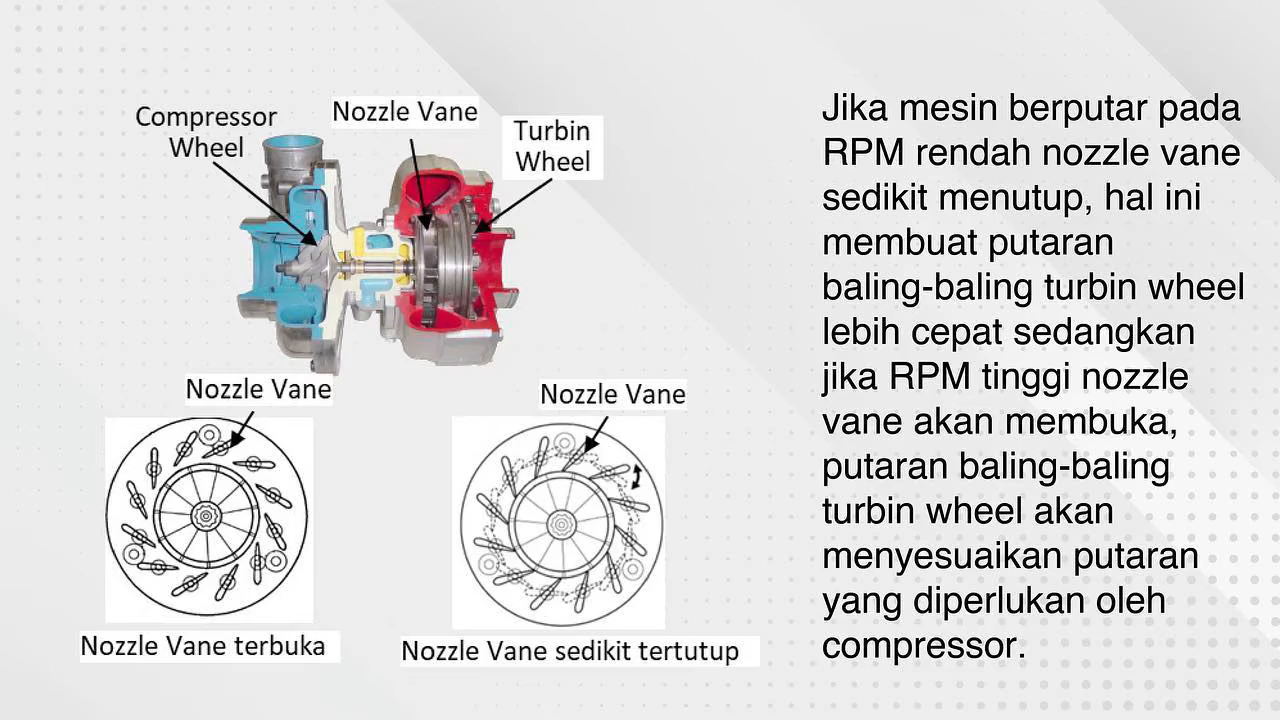 Compressor
Wheel
Nozzle Vane
Turbin
Wheel
Nozzle Vane
Nozzle Vane
Nozzle Vane terbuka
Nozzle Vane sedikit tertutup
Jika mesin berputar pada
RPM rendah nozzle vane
sedikit menutup, hal ini
membuat putaran
baling-baling turbin wheel
lebih cepat sedangkan
jika RPM tinggi nozzle
vane akan membuka,
putaran baling-baling
turbin wheel akan
menyesuaikan putaran
yang diperlukan oleh
compressor.